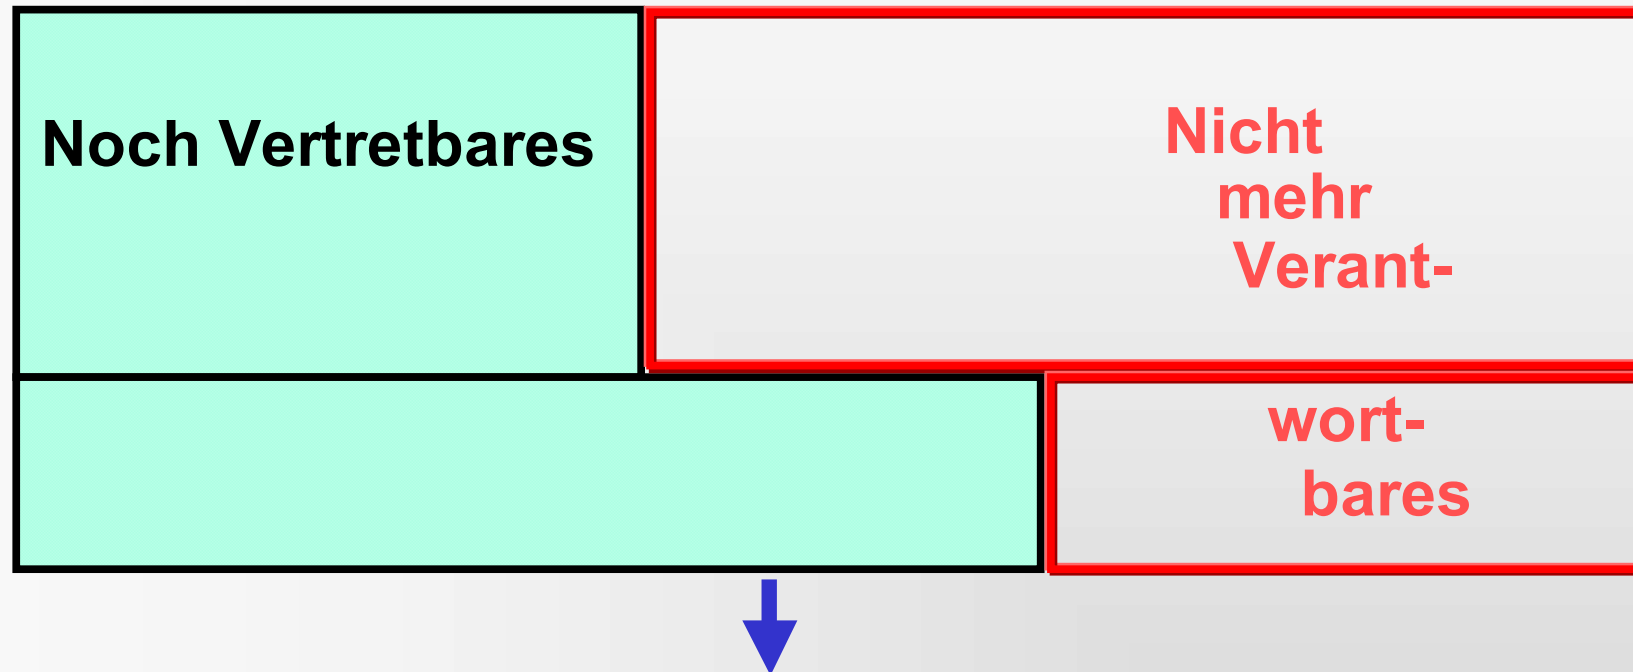 Noch Vertretbares
Nicht
mehr
Verant-
wort-
bares